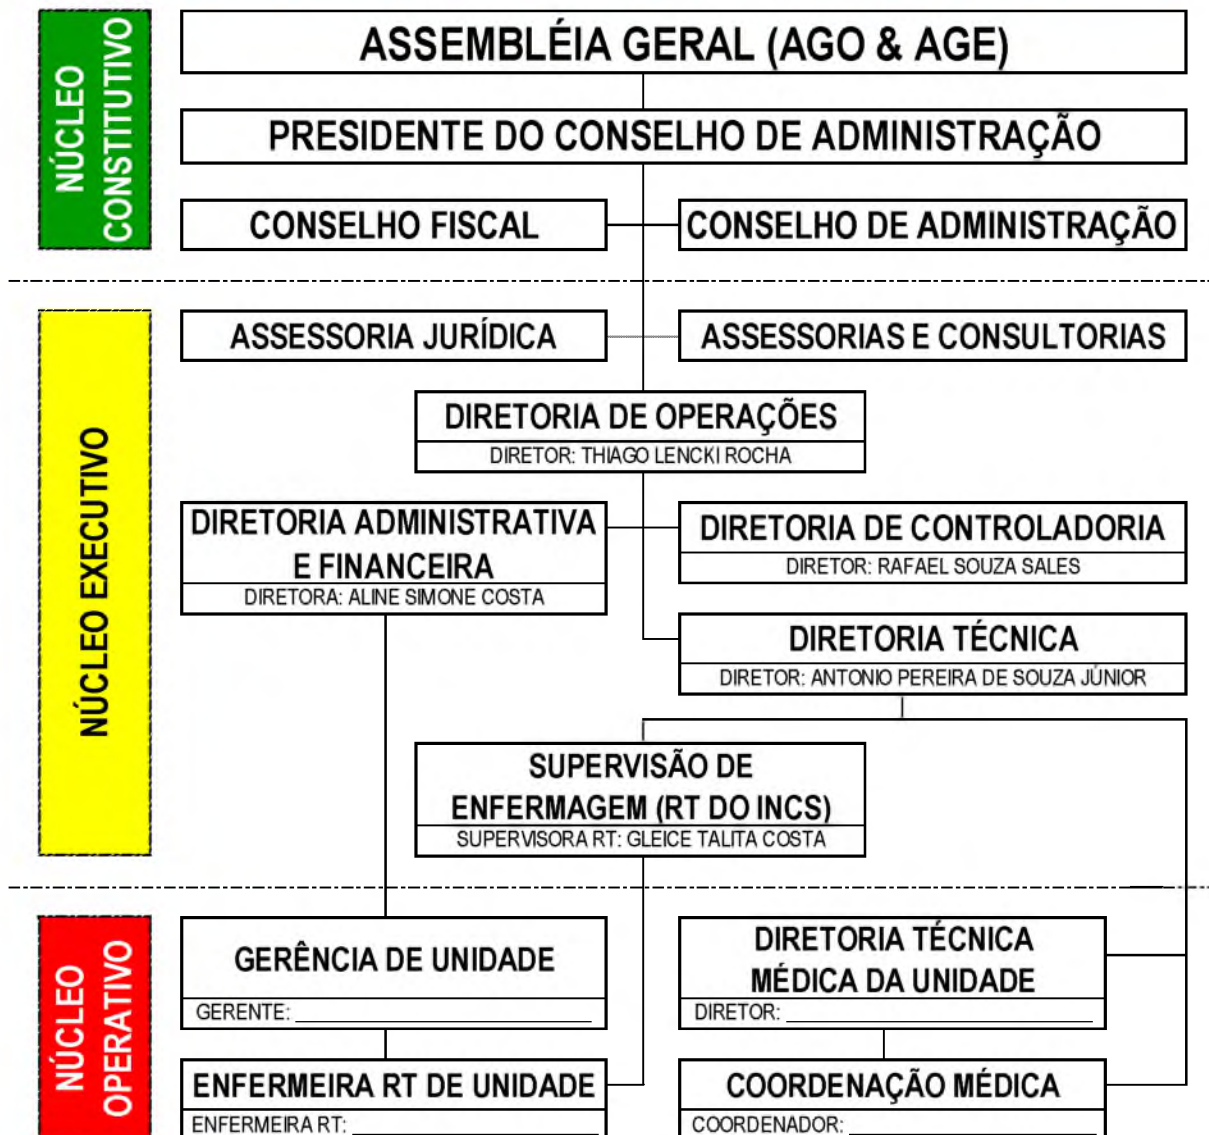 NÚCLEO
CONSTITUTIVO
ASSEMBLÉIA GERAL (AGO & AGE)
PRESIDENTE DO CONSELHO DE ADMINISTRAÇÃO
CONSELHO FISCAL
CONSELHO DE ADMINISTRAÇÃO
NÚCLEO EXECUTIVO
ASSESSORIA JURÍDICA
ASSESSORIAS E CONSULTORIAS
DIRETORIA DE OPERAÇÕES
DIRETOR: THIAGO LENCKI ROCHA
DIRETORIA ADMINISTRATIVA
E FINANCEIRA
DIRETORA: ALINE SIMONE COSTA
DIRETORIA DE CONTROLADORIA
DIRETOR: RAFAEL SOUZA SALES
DIRETORIA TÉCNICA
DIRETOR: ANTONIO PEREIRA DE SOUZA JÚNIOR
SUPERVISÃO DE
ENFERMAGEM (RT DO INCS)
SUPERVISORA RT: GLEICE TALITA COSTA
NÚCLEO
OPERATIVO
GERÊNCIA DE UNIDADE
GERENTE:
DIRETORIA TÉCNICA
MÉDICA DA UNIDADE
DIRETOR:
ENFERMEIRA RT DE UNIDADE
ENFERMEIRA RT:
COORDENAÇÃO MÉDICA
COORDENADOR: